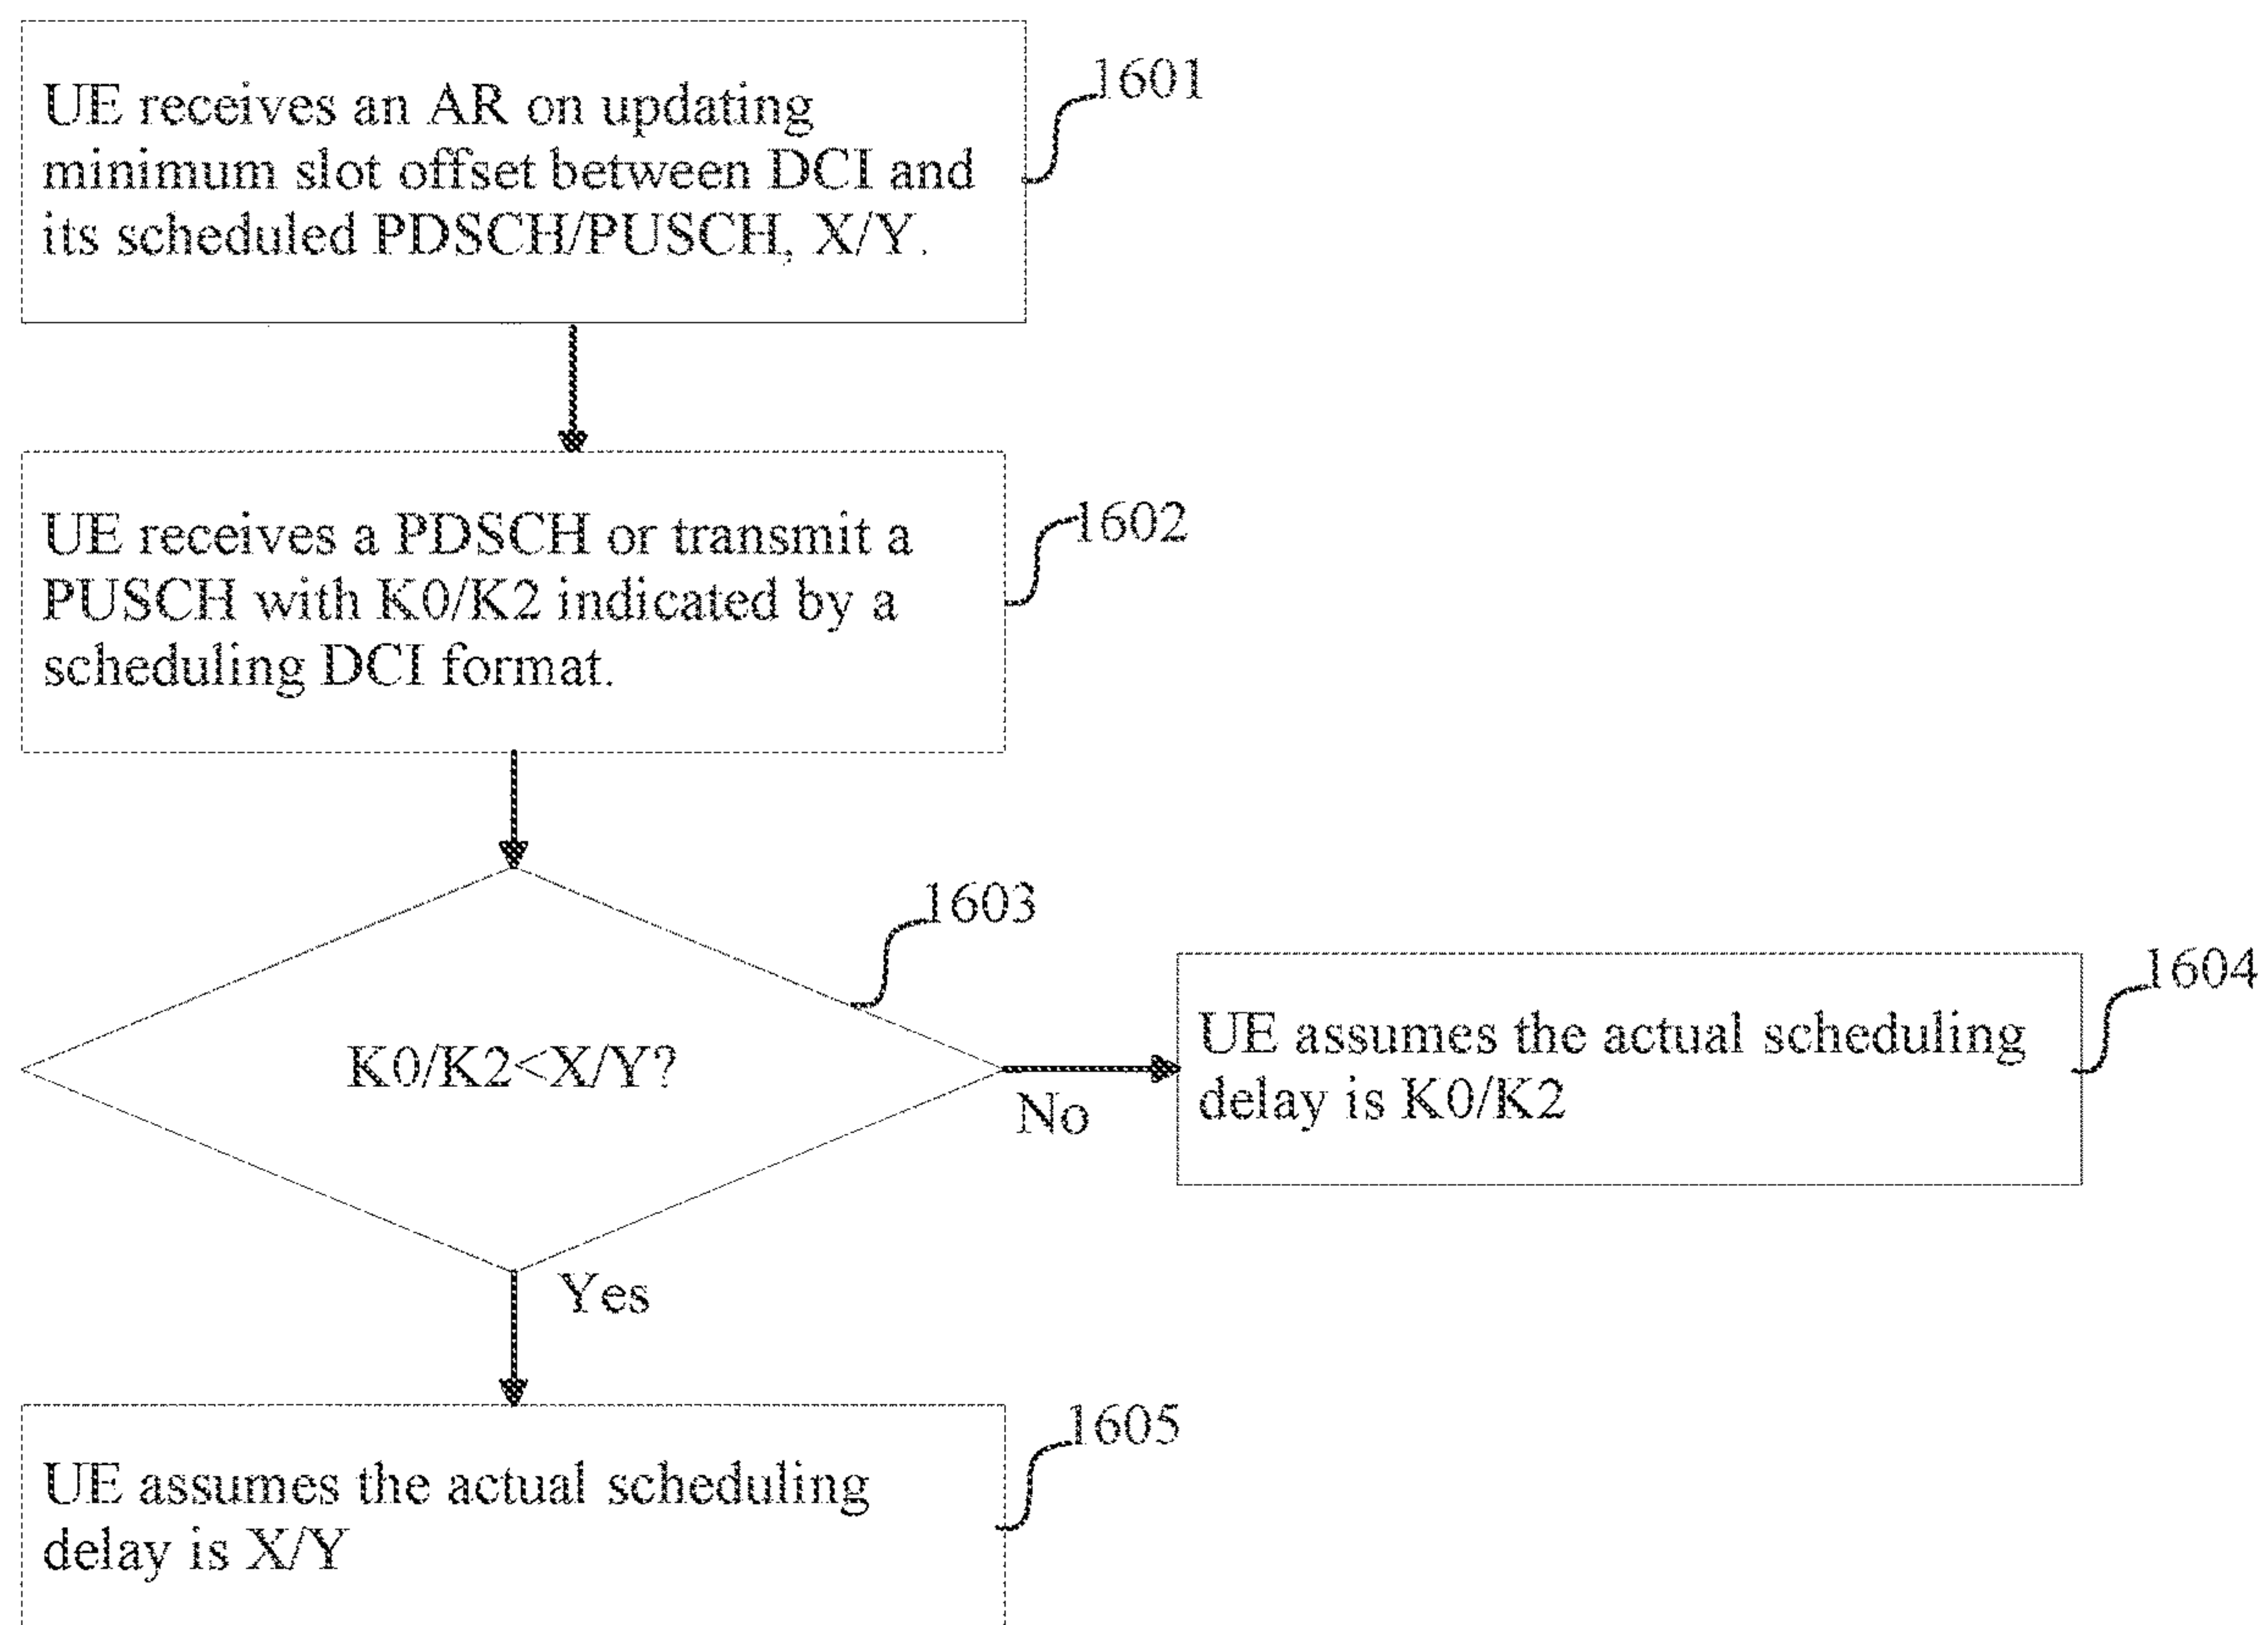 UE receives an AR on updating
minimum slot offset between DCI and
its scheduled PDSCH/PUSCH, X/Y.
1601
UE receives a PDSCH or transmit a
PUSCH with K0/K2 indicated by a
scheduling DCI format.
1602
K0/K2<X/Y?
1603
No
UE assumes the actual scheduling
delay is K0/K2
1604
Yes
UE assumes the actual scheduling
delay is X/Y
1605